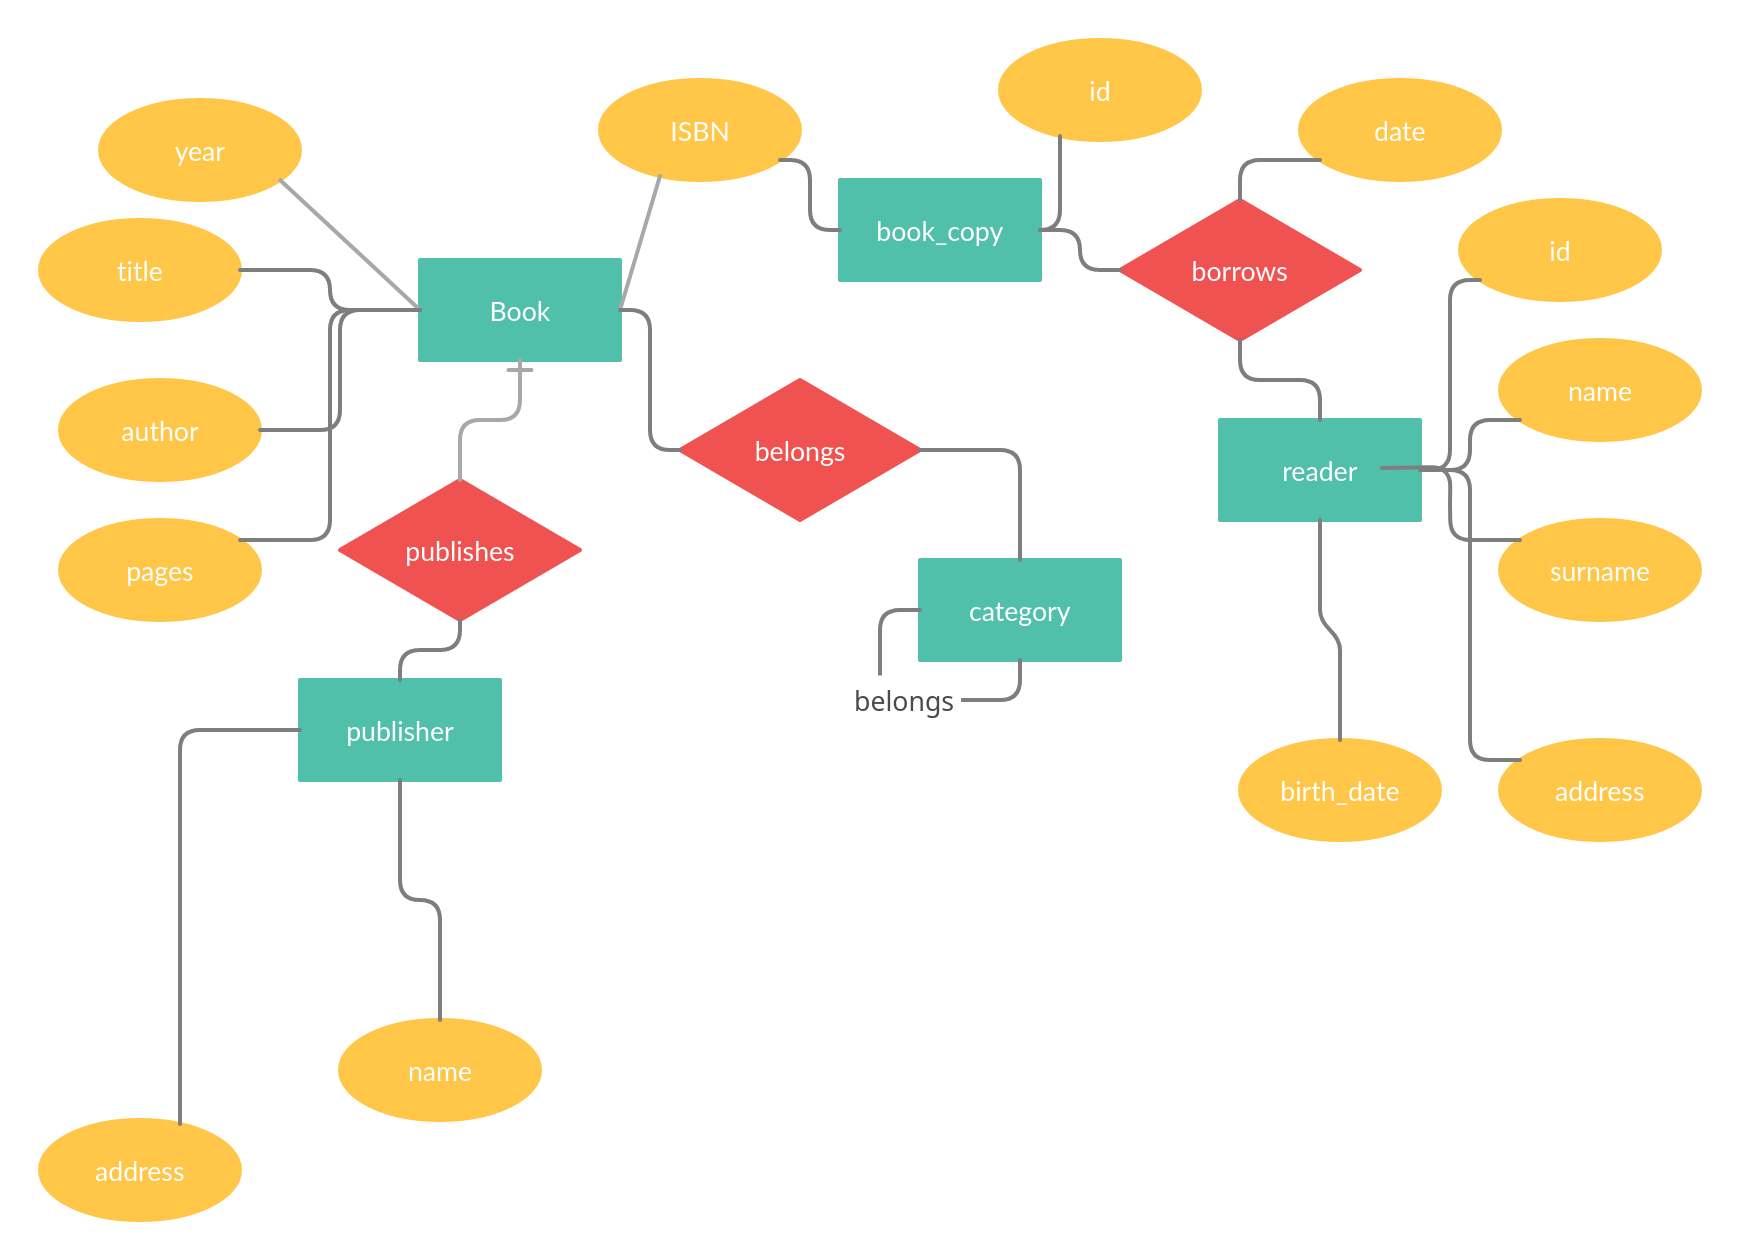 id
year
ISBN
date
book_copy
title
borrows
id
Book
name
author
belongs
reader
publishes
pages
surname
category
belongs
publisher
birth_date
address
name
address